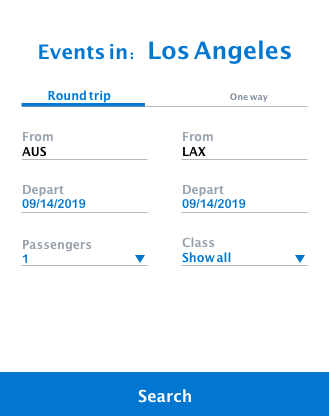 Events in: Los Angeles
Round trip One way
From From
AUS LAX
Depart Depart
09/14/2019 09/14/2019
Passengers Class
1 Show all
Search